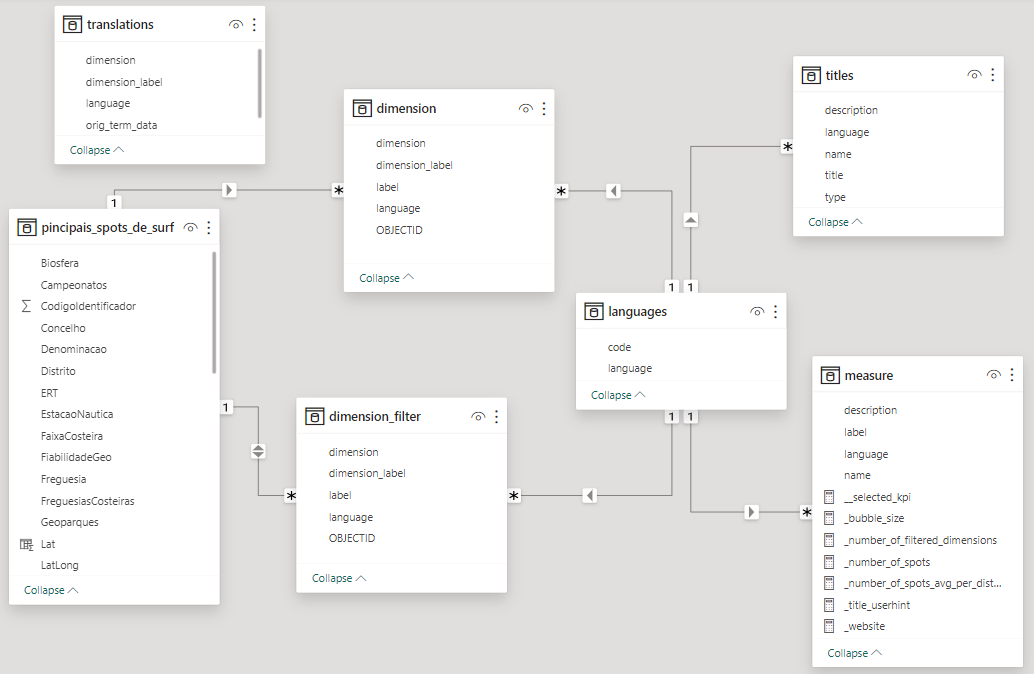 translations
dimension
dimension_label
language
orig_term_data
Collapse
dimension
dimension
dimension_label
label
language
OBJECTID
Collapse
titles
description
language
name
title
type
Collapse
pincipais_spots_de_surf
Biosfera
Campeonatos
CodigoIdentificador
Concelho
Denominacao
Distrito
ERT
EstacaoNautica
FaixaCosteira
FiabilidadeGeo
Freguesia
FreguesiasCosteiras
Geoparques
Lat
LatLong
Collapse
dimension_filter
dimension
dimension_label
label
language
OBJECTID
Collapse
languages
code
language
Collapse
measure
description
label
language
name
__selected_kpi
_bubble_size
_number_of_filtered_dimensions
_number_of_spots
_number_of_spots_avg_per_dist...
_title_userhint
_website
Collapse
1
*
*
1
1
*
1
*
*
1
1
*